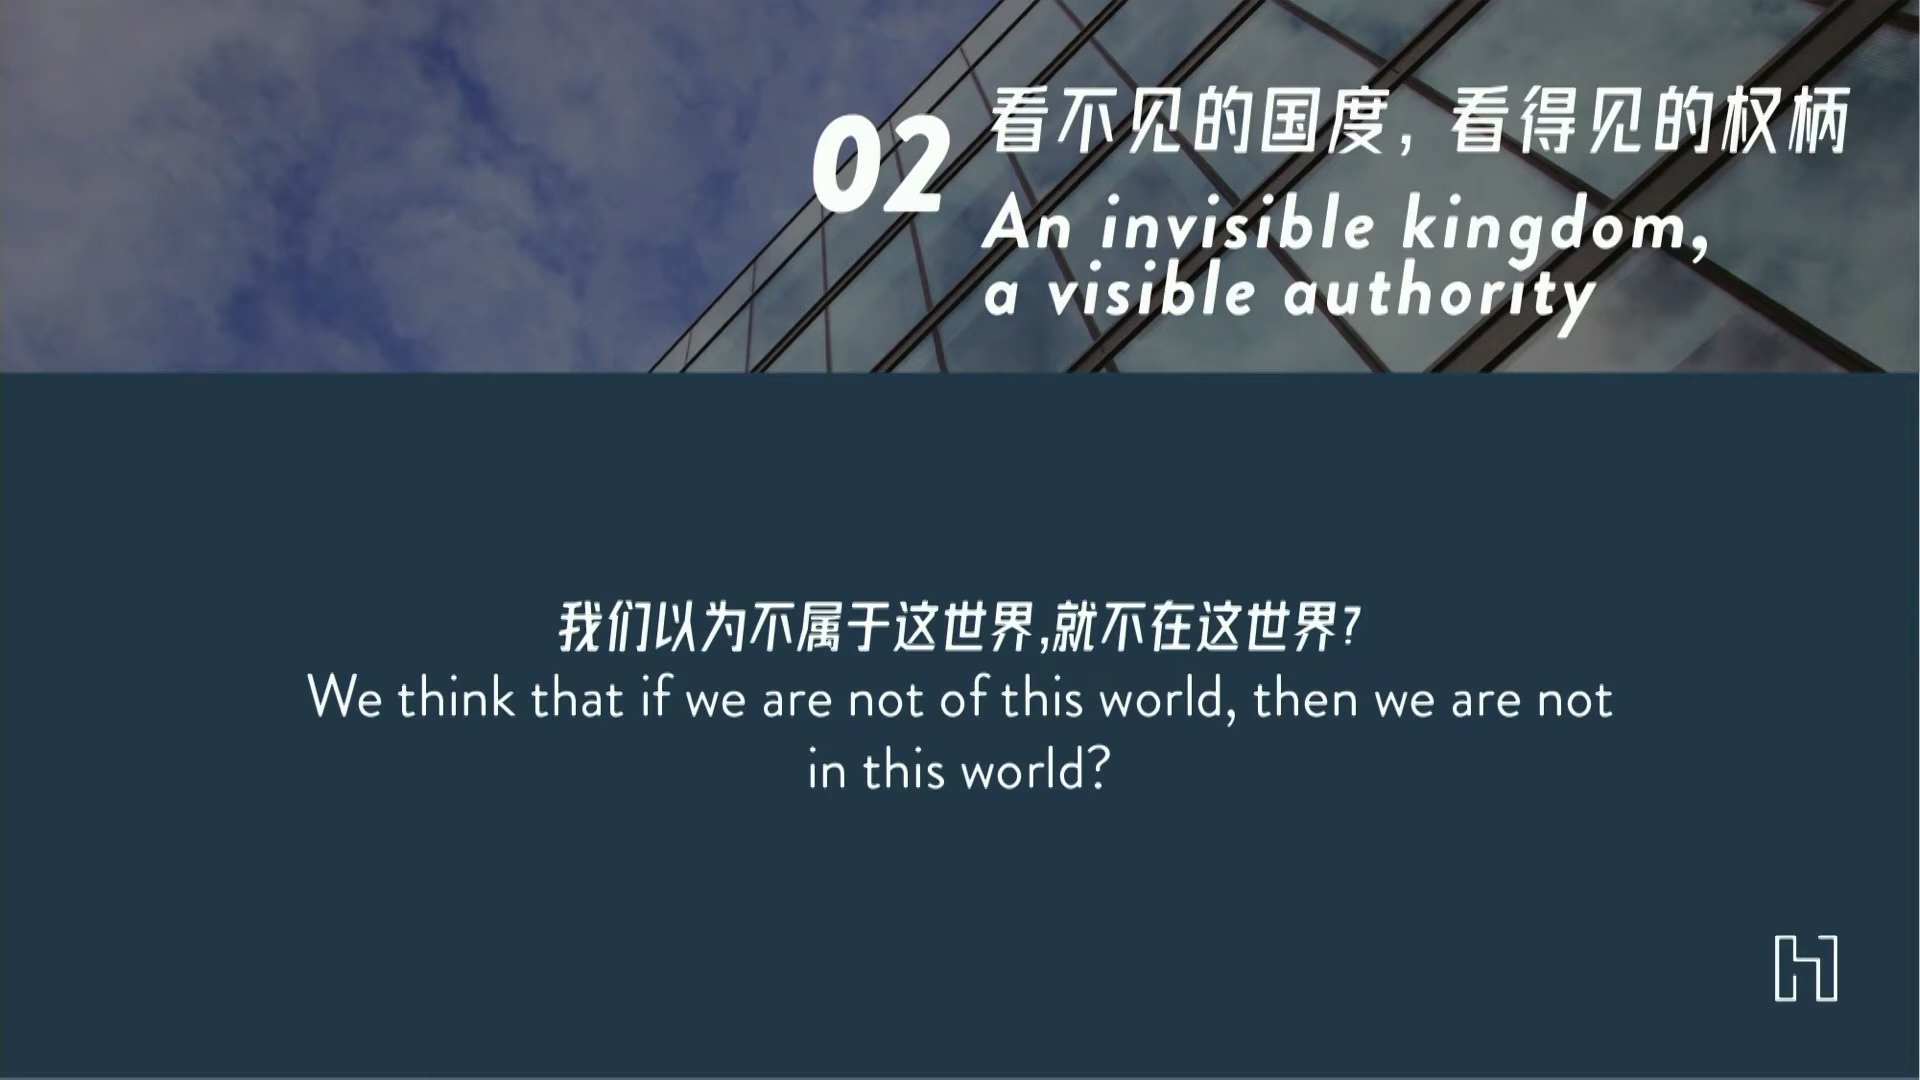 02
看不见的国度，看得见的权柄
An invisible kingdom,
a visible authority
我们以为不属于这世界,就不在这世界?
We think that if we are not of this world, then we are not
in this world?